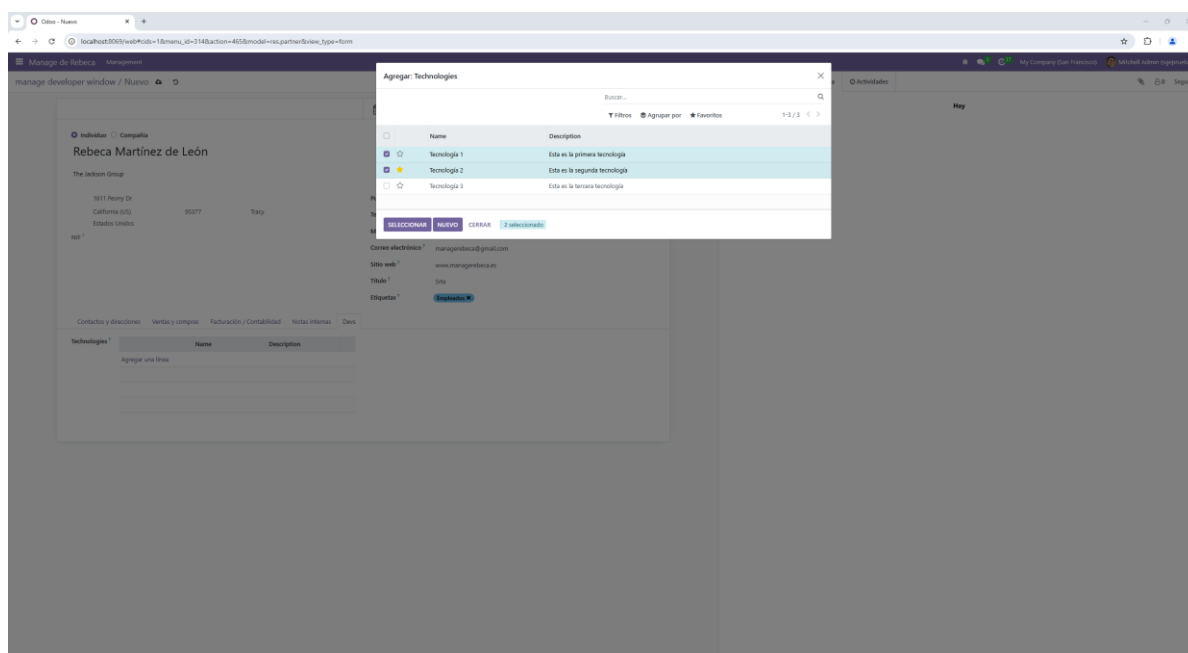 Odoo - Nuevo
localhost:8069/web#cids=1&menu_id=314&action=465&model=res.partner&view_type=form
Manage de Rebeca Management
My Company (San Francisco) Mitchell Admin
manage developer window / Nuevo
Actividades
Hoy
Agregar: Technologies
Buscar...
Filtros Agrupar por Favoritos 1-3 / 3
Name Description
Tecnología 1 Esta es la primera tecnología
Tecnología 2 Esta es la segunda tecnología
Tecnología 3 Esta es la tercera tecnología
SELECCIONAR NUEVO CERRAR 2 seleccionado
Individuo Compañía
Rebeca Martínez de León
The Jackson Group
1611 Peony Dr
California (US) 95377 Tracy
Estados Unidos
NIF ?
Correo electrónico ? managerebeca@gmail.com
Sitio web ? www.managerebeca.es
Título ? Srta
Etiquetas ? Empleados
Contactos y direcciones Ventas y compras Facturación / Contabilidad Notas internas Devs
Technologies ? Name Description
Agregar una línea